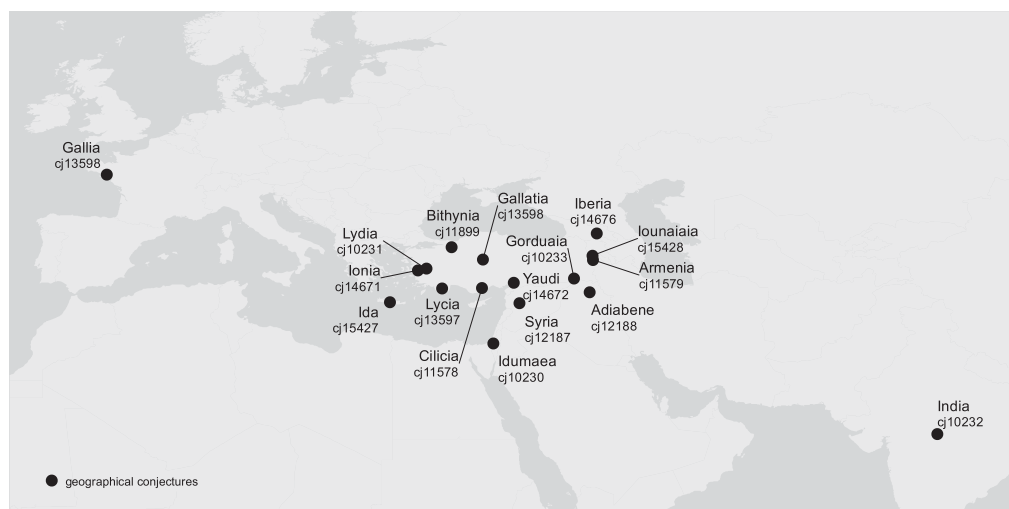 Gallia
cj13598
Gallatia
cj13598
Iberia
cj14676
Bithynia
cj11899
Lydia
cj10231
Gorduaia
cj10233
Iounaiaia
cj15428
Ionia
cj14671
Yaudi
cj14672
Armenia
cj11579
Ida
cj15427
Lycia
cj13597
Adiabene
cj12188
Syria
cj12187
Cilicia
cj11578
Idumaea
cj10230
India
cj10232
geographical conjectures